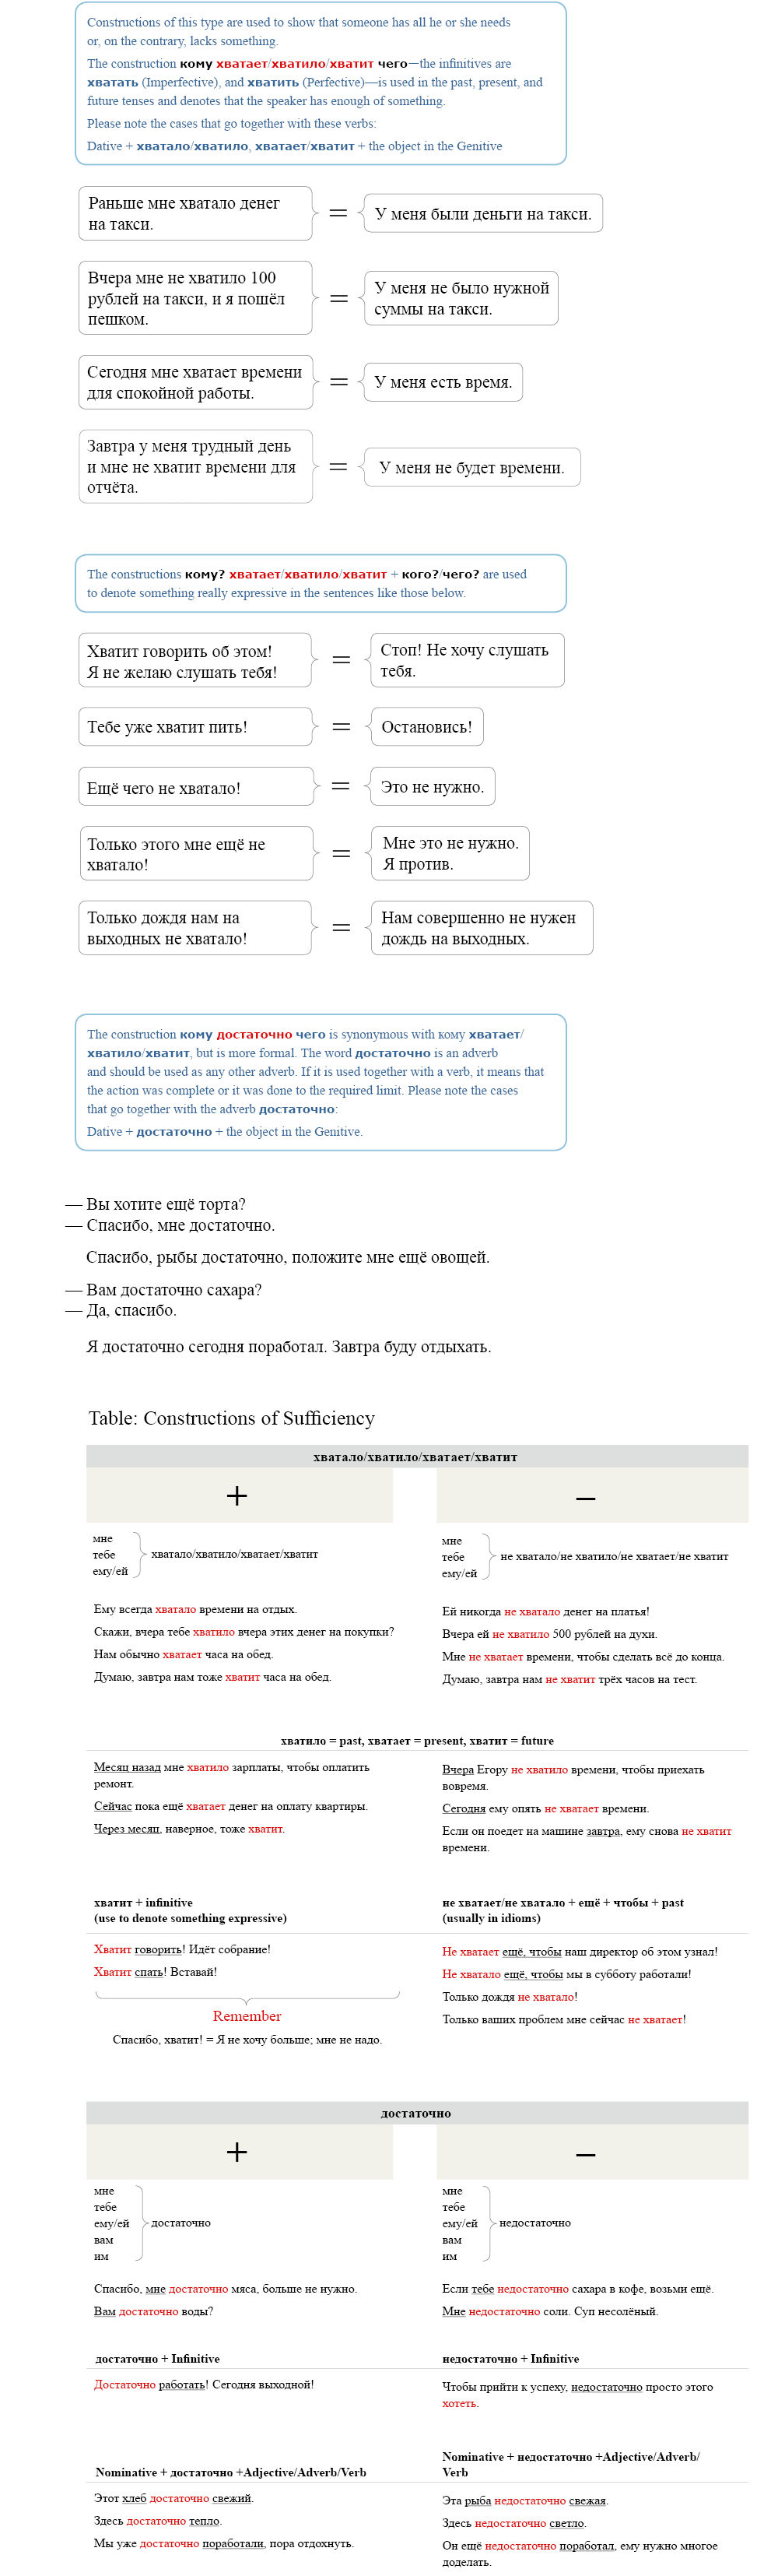 Constructions of this type are used to show that someone has all he or she needs
or, on the contrary, lacks something.
The construction кому хватает/хватило/хватит чего—the infinitives are
хватать (Imperfective), and хватить (Perfective)—is used in the past, present, and
future tenses and denotes that the speaker has enough of something.
Please note the cases that go together with these verbs:
Dative + хватало/хватило, хватает/хватит + the object in the Genitive
Раньше мне хватало денег
на такси.
=
У меня были деньги на такси.
Вчера мне не хватило 100
рублей на такси, и я пошёл
пешком.
=
У меня не было нужной
суммы на такси.
Сегодня мне хватает времени
для спокойной работы.
=
У меня есть время.
Завтра у меня трудный день
и мне не хватит времени для
отчёта.
=
У меня не будет времени.
The constructions кому? хватает/хватило/хватит + кого?/чего? are used
to denote something really expressive in the sentences like those below.
Хватит говорить об этом!
Я не желаю слушать тебя!
=
Стоп! Не хочу слушать
тебя.
Тебе уже хватит пить!
=
Остановись!
Ещё чего не хватало!
=
Это не нужно.
Только этого мне ещё не
хватало!
=
Мне это не нужно.
Я против.
Только дождя нам на
выходных не хватало!
=
Нам совершенно не нужен
дождь на выходных.
The construction кому достаточно чего is synonymous with кому хватает/
хватило/хватит, but is more formal. The word достаточно is an adverb
and should be used as any other adverb. If it is used together with a verb, it means that
the action was complete or it was done to the required limit. Please note the cases
that go together with the adverb достаточно:
Dative + достаточно + the object in the Genitive.
— Вы хотите ещё торта?
— Спасибо, мне достаточно.
Спасибо, рыбы достаточно, положите мне ещё овощей.
— Вам достаточно сахара?
— Да, спасибо.
Я достаточно сегодня поработал. Завтра буду отдыхать.
Table: Constructions of Sufficiency
хватало/хватило/хватает/хватит
+
–
мне
тебе
ему/ей
хватало/хватило/хватает/хватит
мне
тебе
ему/ей
не хватало/не хватило/не хватает/не хватит
Ему всегда хватало времени на отдых.
Скажи, вчера тебе хватило вчера этих денег на покупки?
Нам обычно хватает часа на обед.
Думаю, завтра нам тоже хватит часа на обед.
Ей никогда не хватало денег на платья!
Вчера ей не хватило 500 рублей на духи.
Мне не хватает времени, чтобы сделать всё до конца.
Думаю, завтра нам не хватит трёх часов на тест.
хватило = past, хватает = present, хватит = future
Месяц назад мне хватило зарплаты, чтобы оплатить
ремонт.
Сейчас пока ещё хватает денег на оплату квартиры.
Через месяц, наверное, тоже хватит.
Вчера Егору не хватило времени, чтобы приехать
вовремя.
Сегодня ему опять не хватает времени.
Если он поедет на машине завтра, ему снова не хватит
времени.
хватит + infinitive
(use to denote something expressive)
Хватит говорить! Идёт собрание!
Хватит спать! Вставай!
Remember
Спасибо, хватит! = Я не хочу больше; мне не надо.
не хватает/не хватало + ещё + чтобы + past
(usually in idioms)
Не хватает ещё, чтобы наш директор об этом узнал!
Не хватало ещё, чтобы мы в субботу работали!
Только дождя не хватало!
Только ваших проблем мне сейчас не хватает!
достаточно
+
–
мне
тебе
ему/ей
вам
им
достаточно
мне
тебе
ему/ей
вам
им
недостаточно
Спасибо, мне достаточно мяса, больше не нужно.
Вам достаточно воды?
Если тебе недостаточно сахара в кофе, возьми ещё.
Мне недостаточно соли. Суп несолёный.
достаточно + Infinitive
Достаточно работать! Сегодня выходной!
недостаточно + Infinitive
Чтобы прийти к успеху, недостаточно просто этого
хотеть.
Nominative + достаточно +Adjective/Adverb/Verb
Этот хлеб достаточно свежий.
Здесь достаточно тепло.
Мы уже достаточно поработали, пора отдохнуть.
Nominative + недостаточно +Adjective/Adverb/
Verb
Эта рыба недостаточно свежая.
Здесь недостаточно светло.
Он ещё недостаточно поработал, ему нужно многое
доделать.